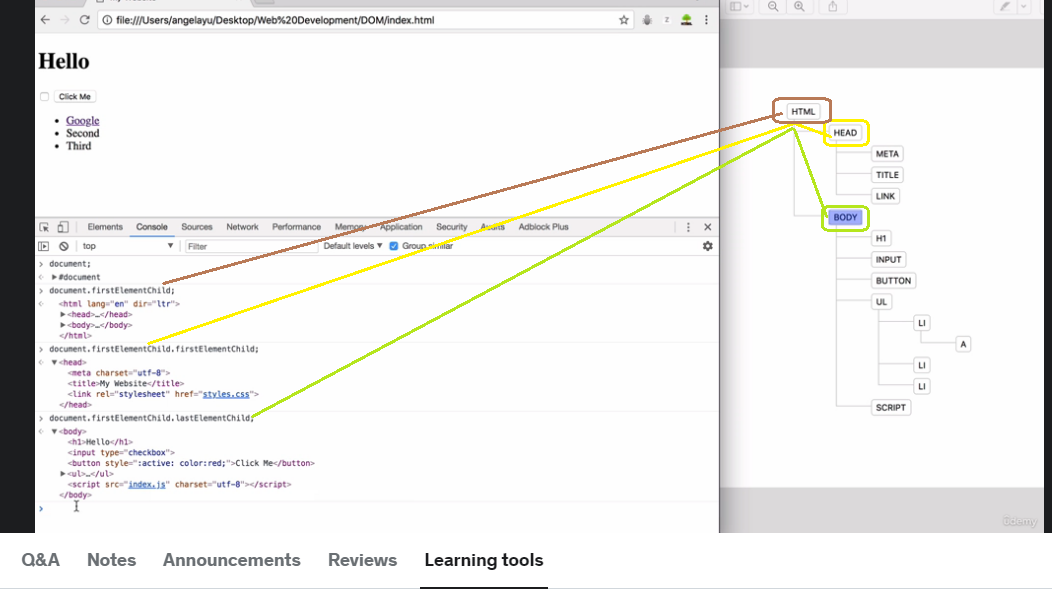 file:///Users/angelayu/Desktop/Web%20Development/DOM/index.html
Hello
Click Me
Google
Second
Third
Elements Console Sources Network Performance Memory Application Security Audits Adblock Plus
top Filter Default levels Group similar
document;
#document
document.firstElementChild;
<html lang="en" dir="ltr">
<head>…</head>
<body>…</body>
</html>
document.firstElementChild.firstElementChild;
<head>
<meta charset="utf-8">
<title>My Website</title>
<link rel="stylesheet" href="styles.css">
</head>
document.firstElementChild.lastElementChild;
<body>
<h1>Hello</h1>
<input type="checkbox">
<button style=":active: color:red;">Click Me</button>
<ul>…</ul>
<script src="index.js" charset="utf-8"></script>
</body>
HTML
HEAD
META
TITLE
LINK
BODY
H1
INPUT
BUTTON
UL
LI
A
LI
LI
SCRIPT
ûdemy
Q&A Notes Announcements Reviews Learning tools